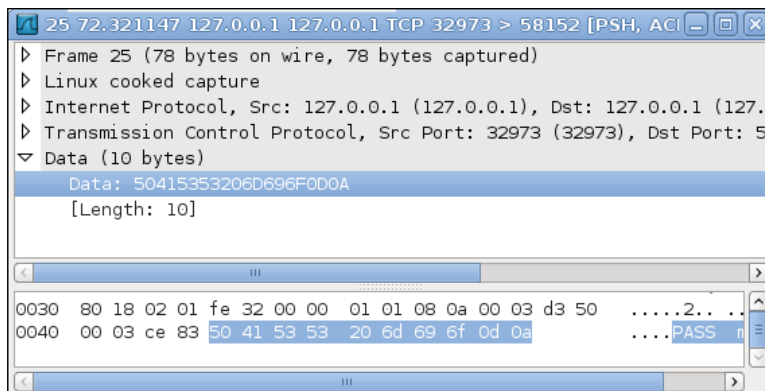 25 72.321147 127.0.0.1 127.0.0.1 TCP 32973 > 58152 [PSH, ACI
Frame 25 (78 bytes on wire, 78 bytes captured)
Linux cooked capture
Internet Protocol, Src: 127.0.0.1 (127.0.0.1), Dst: 127.0.0.1 (127.
Transmission Control Protocol, Src Port: 32973 (32973), Dst Port: 5
Data (10 bytes)
Data: 50415353206D696F0D0A
[Length: 10]
0030 80 18 02 01 fe 32 00 00 01 01 08 0a 00 03 d3 50 .....2.. ..
0040 00 03 ce 83 50 41 53 53 20 6d 69 6f 0d 0a ....PASS m